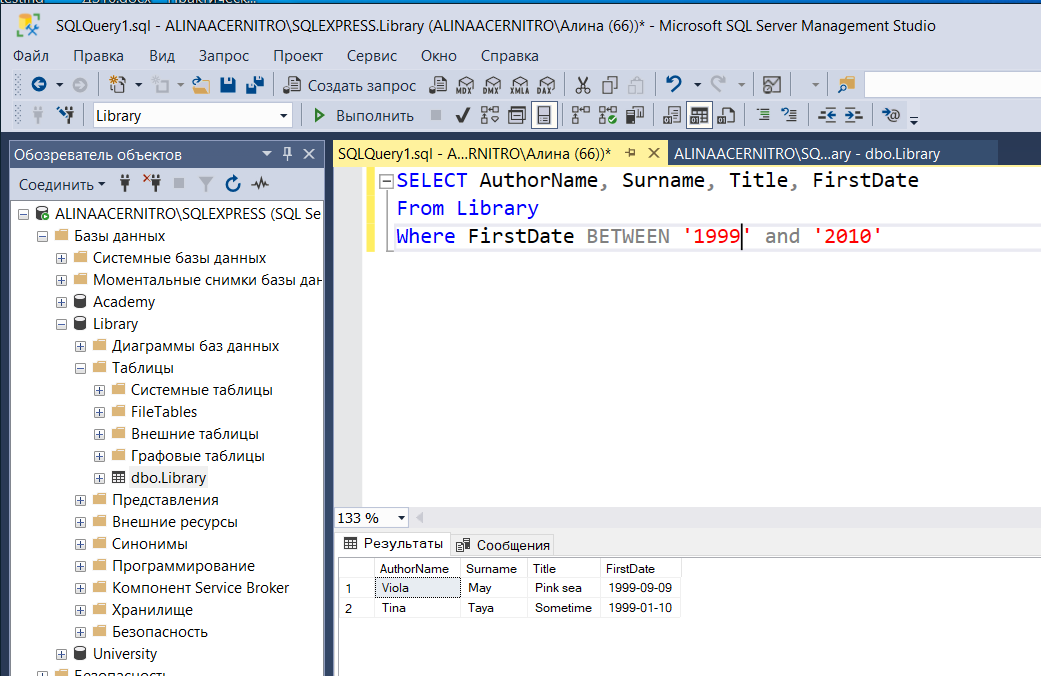 SQLQuery1.sql - ALINAACERNITRO\SQLEXPRESS.Library (ALINAACERNITRO\Алина (66))* - Microsoft SQL Server Management Studio
Файл Правка Вид Запрос Проект Сервис Окно Справка
Создать запрос MDX DMX XMLA DAX
Library Выполнить
Обозреватель объектов
SQLQuery1.sql - A...RNITRO\Алина (66))*
ALINAACERNITRO\SQ...ary - dbo.Library
Соединить
ALINAACERNITRO\SQLEXPRESS (SQL Se
Базы данных
Системные базы данных
Моментальные снимки базы дан
Academy
Library
Диаграммы баз данных
Таблицы
Системные таблицы
FileTables
Внешние таблицы
Графовые таблицы
dbo.Library
Представления
Внешние ресурсы
Синонимы
Программирование
Компонент Service Broker
Хранилище
Безопасность
University
Безопасность
SELECT AuthorName, Surname, Title, FirstDate
From Library
Where FirstDate BETWEEN '1999' and '2010'
133 %
Результаты Сообщения
AuthorName Surname Title FirstDate
1 Viola May Pink sea 1999-09-09
2 Tina Taya Sometime 1999-01-10